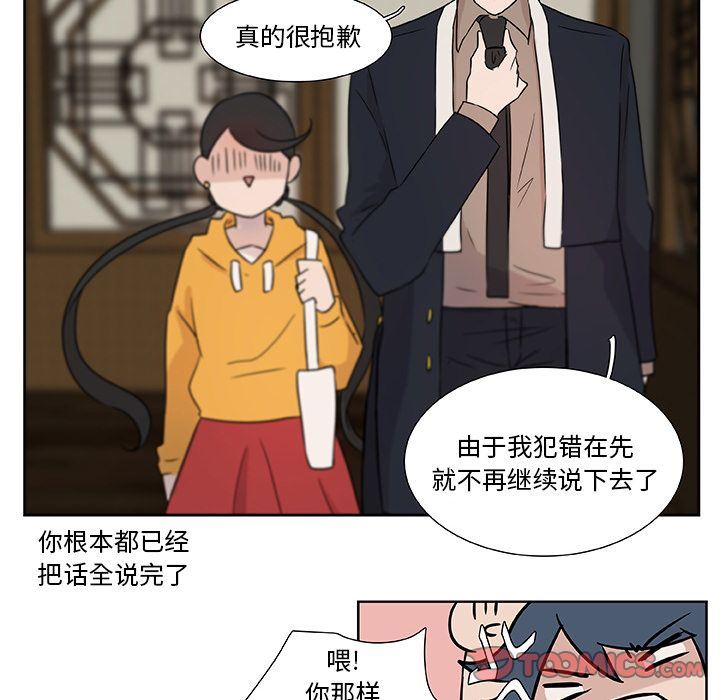 真的很抱歉
由于我犯错在先
就不再继续说下去了
你根本都已经
把话全说完了
喂!
你那样
TOOMICS.COM